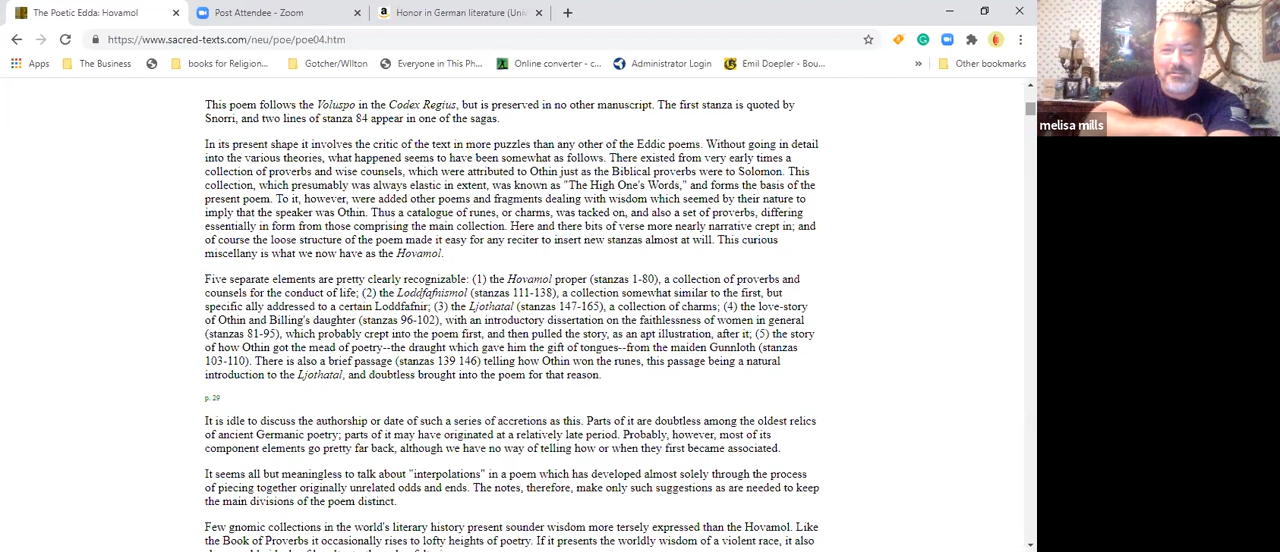 The Poetic Edda: Hovamol
Post Attendee - Zoom
Honor in German literature (Uni
https://www.sacred-texts.com/neu/poe/poe04.htm
Apps
The Business
books for Religion...
Gotcher/WIlton
Everyone in This Ph...
Online converter - c...
Administrator Login
Emil Doepler - Bou...
»
Other bookmarks
melisa mills
This poem follows the Voluspo in the Codex Regius, but is preserved in no other manuscript. The first stanza is quoted by
Snorri, and two lines of stanza 84 appear in one of the sagas.
In its present shape it involves the critic of the text in more puzzles than any other of the Eddic poems. Without going in detail
into the various theories, what happened seems to have been somewhat as follows. There existed from very early times a
collection of proverbs and wise counsels, which were attributed to Othin just as the Biblical proverbs were to Solomon. This
collection, which presumably was always elastic in extent, was known as "The High One's Words," and forms the basis of the
present poem. To it, however, were added other poems and fragments dealing with wisdom which seemed by their nature to
imply that the speaker was Othin. Thus a catalogue of runes, or charms, was tacked on, and also a set of proverbs, differing
essentially in form from those comprising the main collection. Here and there bits of verse more nearly narrative crept in; and
of course the loose structure of the poem made it easy for any reciter to insert new stanzas almost at will. This curious
miscellany is what we now have as the Hovamol.
Five separate elements are pretty clearly recognizable: (1) the Hovamol proper (stanzas 1-80), a collection of proverbs and
counsels for the conduct of life; (2) the Loddfafnismol (stanzas 111-138), a collection somewhat similar to the first, but
specific ally addressed to a certain Loddfafnir; (3) the Ljothatal (stanzas 147-165), a collection of charms; (4) the love-story
of Othin and Billing's daughter (stanzas 96-102), with an introductory dissertation on the faithlessness of women in general
(stanzas 81-95), which probably crept into the poem first, and then pulled the story, as an apt illustration, after it; (5) the story
of how Othin got the mead of poetry--the draught which gave him the gift of tongues--from the maiden Gunnloth (stanzas
103-110). There is also a brief passage (stanzas 139 146) telling how Othin won the runes, this passage being a natural
introduction to the Ljothatal, and doubtless brought into the poem for that reason.
p. 29
It is idle to discuss the authorship or date of such a series of accretions as this. Parts of it are doubtless among the oldest relics
of ancient Germanic poetry; parts of it may have originated at a relatively late period. Probably, however, most of its
component elements go pretty far back, although we have no way of telling how or when they first became associated.
It seems all but meaningless to talk about "interpolations" in a poem which has developed almost solely through the process
of piecing together originally unrelated odds and ends. The notes, therefore, make only such suggestions as are needed to keep
the main divisions of the poem distinct.
Few gnomic collections in the world's literary history present sounder wisdom more tersely expressed than the Hovamol. Like
the Book of Proverbs it occasionally rises to lofty heights of poetry. If it presents the worldly wisdom of a violent race, it also